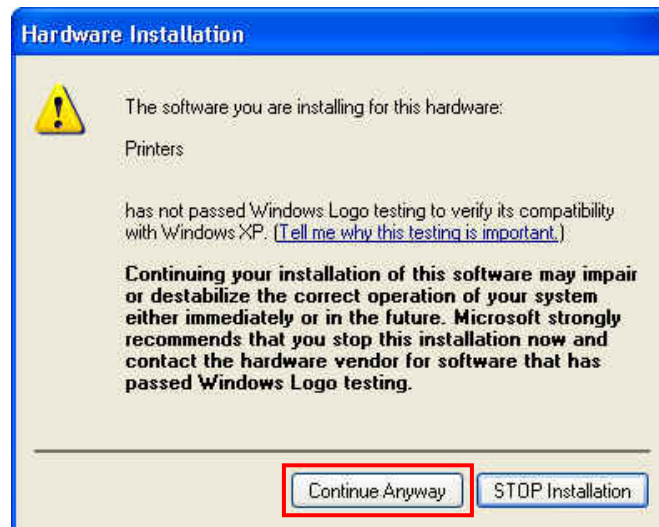 Hardware Installation
The software you are installing for this hardware:
Printers
has not passed Windows Logo testing to verify its compatibility
with Windows XP. (Tell me why this testing is important.)
Continuing your installation of this software may impair
or destabilize the correct operation of your system
either immediately or in the future. Microsoft strongly
recommends that you stop this installation now and
contact the hardware vendor for software that has
passed Windows Logo testing.
Continue Anyway
STOP Installation